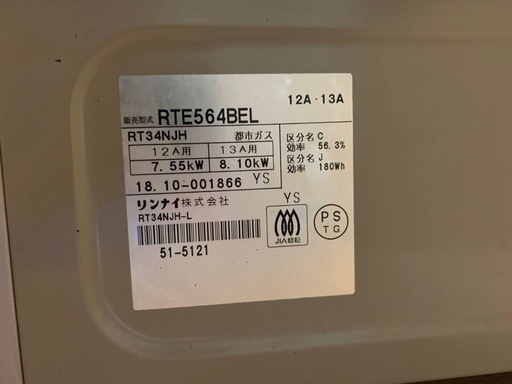 12A・13A
販売型式 RTE564BEL
RT34NJH 都市ガス
12A用 13A用
7.55kW 8.10kW
区分名 C
効率 56.3%
区分名 J
効率 180Wh
18.10-001866 YS
リンナイ株式会社
RT34NJH-L
YS
51-5121
JIA認証
PS
TG